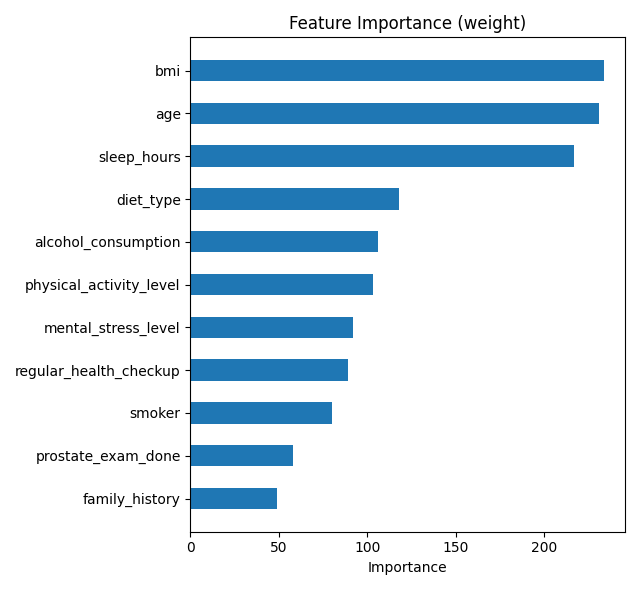 Feature Importance (weight)
bmi
age
sleep_hours
diet_type
alcohol_consumption
physical_activity_level
mental_stress_level
regular_health_checkup
smoker
prostate_exam_done
family_history
0 50 100 150 200
Importance